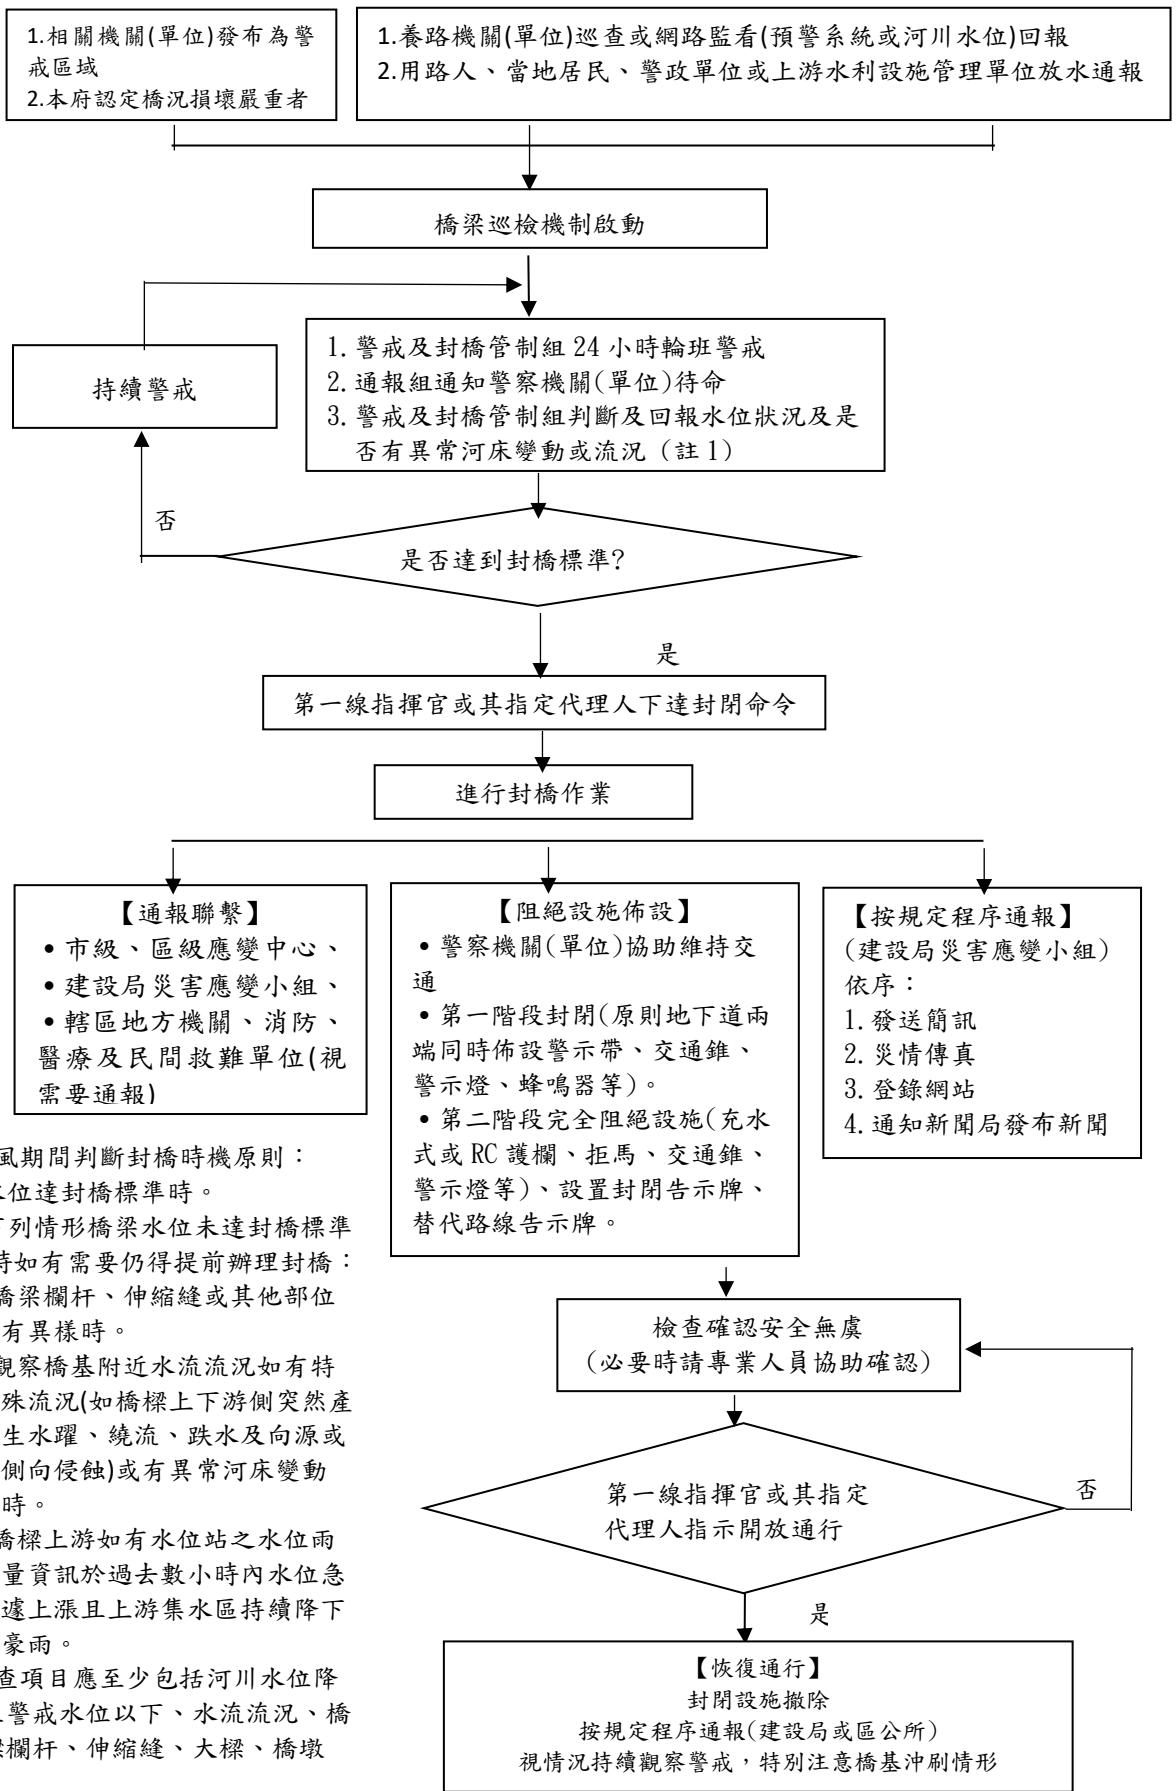 1.相關機關(單位)發布為警
戒區域
2.本府認定橋況損壞嚴重者
1.養路機關(單位)巡查或網路監看(預警系統或河川水位)回報
2.用路人、當地居民、警政單位或上游水利設施管理單位放水通報
橋梁巡檢機制啟動
持續警戒
1.警戒及封橋管制組 24 小時輪班警戒
2.通報組通知警察機關(單位)待命
3.警戒及封橋管制組判斷及回報水位狀況及是
否有異常河床變動或流況（註 1）
否
是否達到封橋標準?
是
第一線指揮官或其指定代理人下達封閉命令
進行封橋作業
【通報聯繫】
•市級、區級應變中心、
•建設局災害應變小組、
•轄區地方機關、消防、
醫療及民間救難單位(視
需要通報)
【阻絕設施佈設】
•警察機關(單位)協助維持交
通
•第一階段封閉(原則地下道兩
端同時佈設警示帶、交通錐、
警示燈、蜂鳴器等)。
•第二階段完全阻絕設施(充水
式或 RC 護欄、拒馬、交通錐、
警示燈等)、設置封閉告示牌、
替代路線告示牌。
【按規定程序通報】
(建設局災害應變小組)
依序：
1.發送簡訊
2.災情傳真
3.登錄網站
4.通知新聞局發布新聞
風期間判斷封橋時機原則：
水位達封橋標準時。
下列情形橋梁水位未達封橋標準
時如有需要仍得提前辦理封橋：
橋梁欄杆、伸縮縫或其他部位
有異樣時。
觀察橋基附近水流流況如有特
殊流況(如橋樑上下游側突然產
生水躍、繞流、跌水及向源或
側向侵蝕)或有異常河床變動
時。
橋樑上游如有水位站之水位雨
量資訊於過去數小時內水位急
遽上漲且上游集水區持續降下
豪雨。
查項目應至少包括河川水位降
警戒水位以下、水流流況、橋
樑欄杆、伸縮縫、大樑、橋墩
檢查確認安全無虞
(必要時請專業人員協助確認)
第一線指揮官或其指定
代理人指示開放通行
否
是
【恢復通行】
封閉設施撤除
按規定程序通報(建設局或區公所)
視情況持續觀察警戒，特別注意橋基沖刷情形